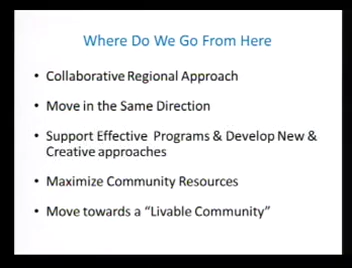 Where Do We Go From Here
• Collaborative Regional Approach
• Move in the Same Direction
• Support Effective Programs & Develop New &
Creative approaches
• Maximize Community Resources
• Move towards a “Livable Community”